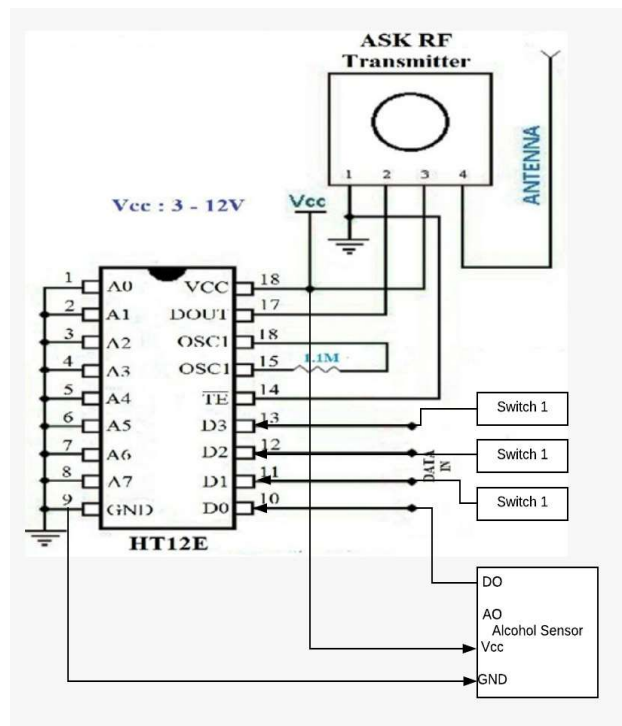 ASK RF
Transmitter
1 2 3 4
ANTENNA
Vcc : 3 - 12V
Vcc
1 A0 VCC 18
2 A1 DOUT 17
3 A2 OSC1 18
4 A3 OSC1 15 1.1M
5 A4 TE 14
6 A5 D3 13
7 A6 D2 12
8 A7 D1 11
9 GND D0 10
HT12E
DATA
IN
Switch 1
Switch 1
Switch 1
DO
AO
Alcohol Sensor
Vcc
GND